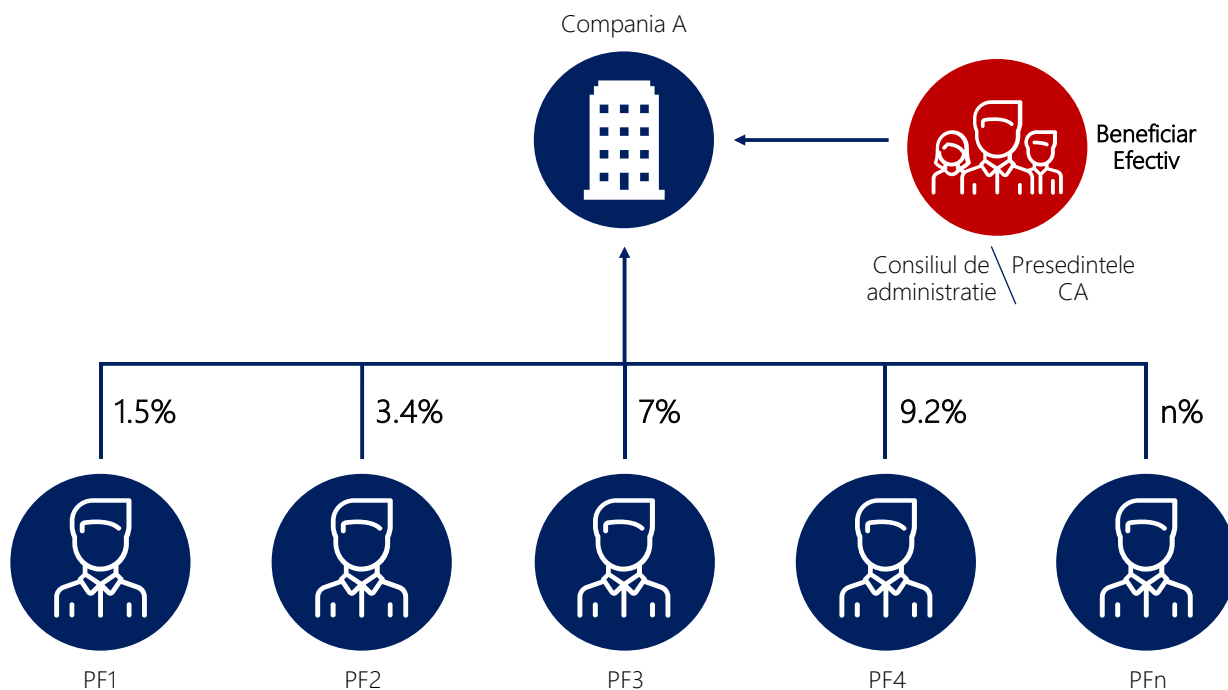 Compania A
Beneficiar
Efectiv
Consiliul de
administratie
Presedintele
CA
1.5%
3.4%
7%
9.2%
n%
PF1
PF2
PF3
PF4
PFn